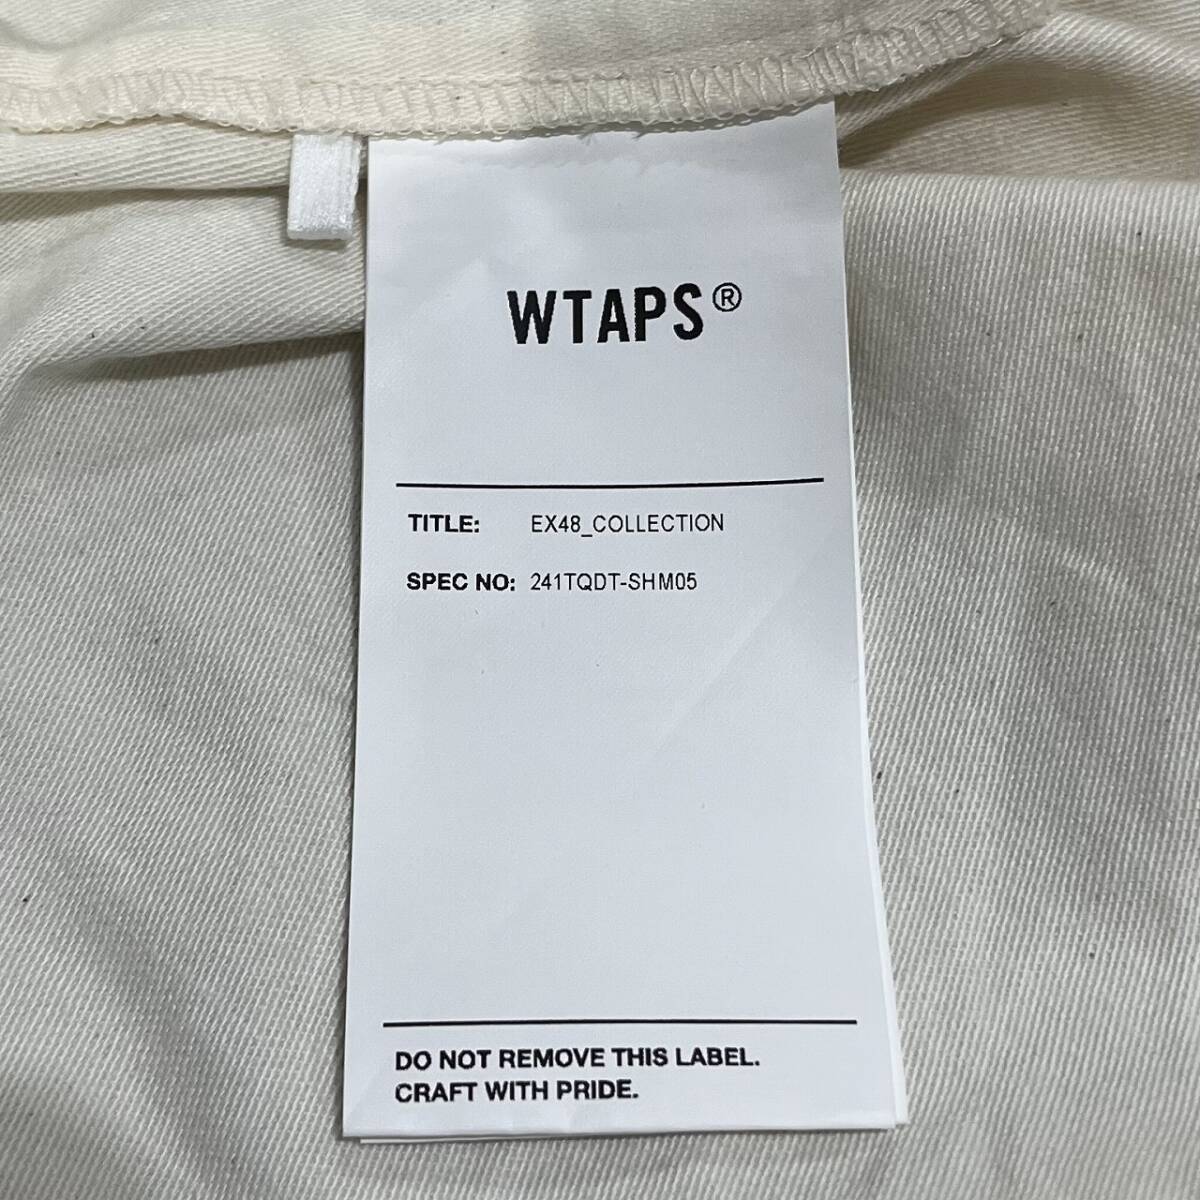 WTAPS®
TITLE: EX48_COLLECTION
SPEC NO: 241TQDT-SHM05
DO NOT REMOVE THIS LABEL.
CRAFT WITH PRIDE.